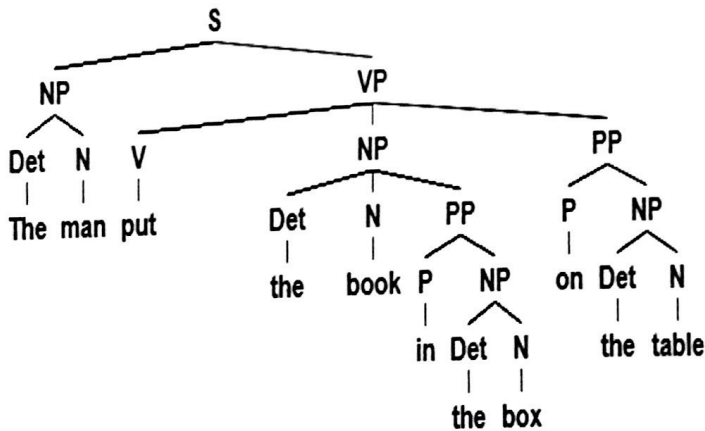 S
NP VP
Det N V NP PP
The man put Det N PP P NP
the book P NP on Det N
in Det N the table
the box